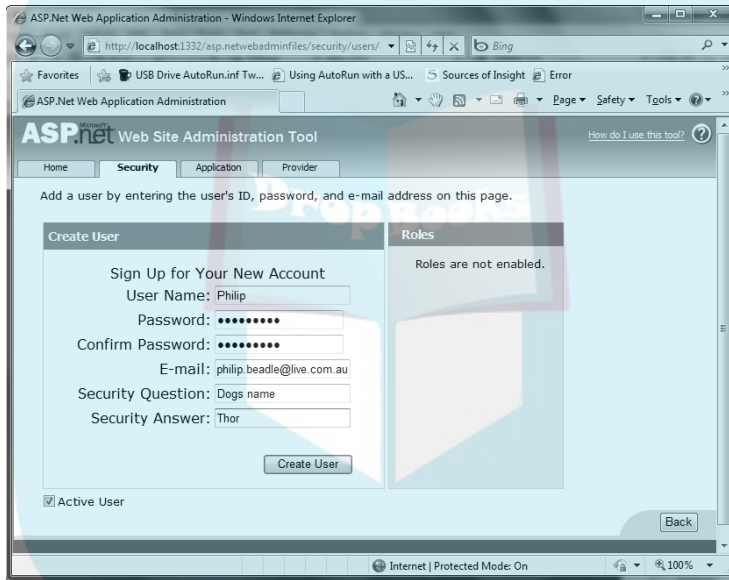 ASP.Net Web Application Administration - Windows Internet Explorer
http://localhost:1332/asp.netwebadminfiles/security/users/
Bing
Favorites USB Drive AutoRun.inf Tw... Using AutoRun with a US... Sources of Insight Error
ASP.Net Web Application Administration
Page Safety Tools
Microsoft
ASP.net Web Site Administration Tool
How do I use this tool? ?
Home Security Application Provider
Add a user by entering the user's ID, password, and e-mail address on this page.
DropBooks
Create User
Roles
Sign Up for Your New Account
Roles are not enabled.
User Name: Philip
Password: •••••••••
Confirm Password: •••••••••
E-mail: philip.beadle@live.com.au
Security Question: Dogs name
Security Answer: Thor
Create User
Active User
Back
Internet | Protected Mode: On
100%